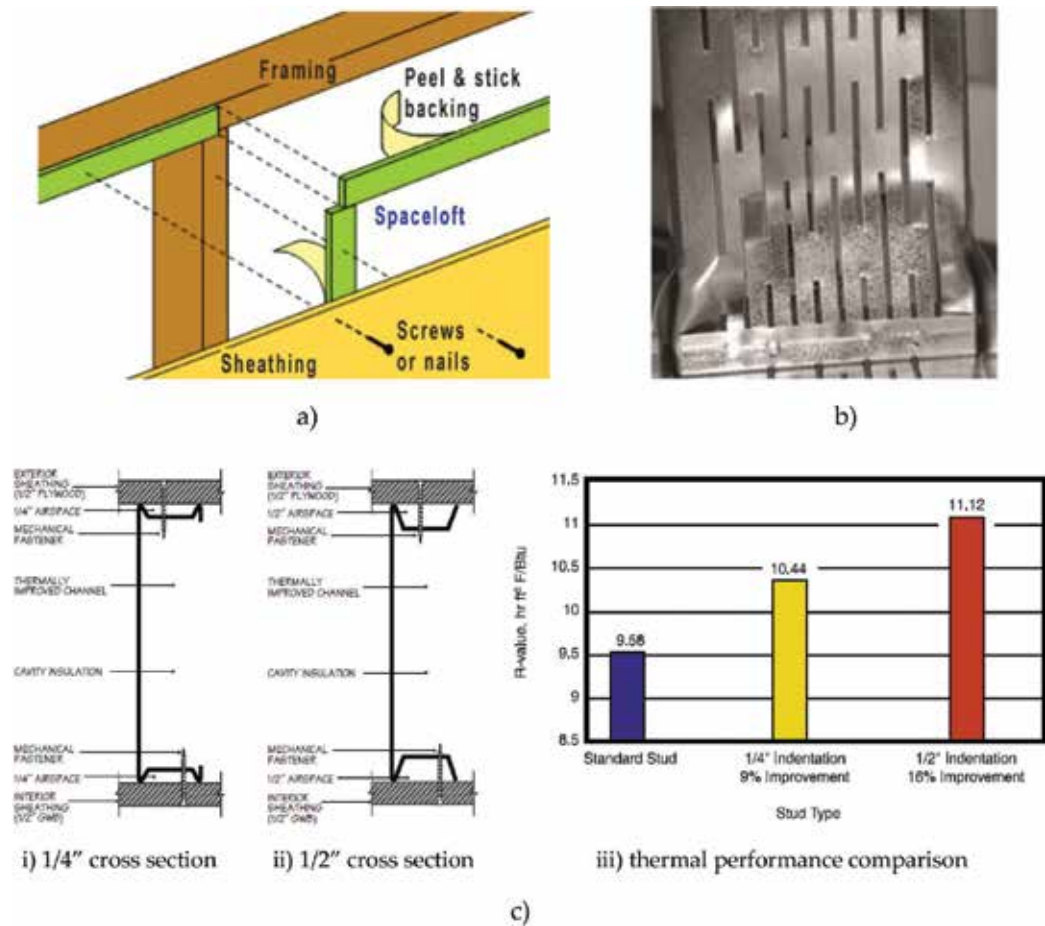 Framing
Peel & stick
backing
Spaceloft
Sheathing
Screws
or nails
a)
b)
EXTERIOR
SHEATHING
(1/2" PLYWOOD)
1/4" AIRSPACE
MECHANICAL
FASTENER
THERMALLY
IMPROVED CHANNEL
CAVITY INSULATION
MECHANICAL
FASTENER
1/4" AIRSPACE
INTERIOR
SHEATHING
(1/2" GWB)
i) 1/4" cross section
EXTERIOR
SHEATHING
(1/2" PLYWOOD)
1/2" AIRSPACE
MECHANICAL
FASTENER
THERMALLY
IMPROVED CHANNEL
CAVITY INSULATION
MECHANICAL
FASTENER
1/2" AIRSPACE
INTERIOR
SHEATHING
(1/2" GWB)
ii) 1/2" cross section
R-value, hr ft² F/Btu
11.5
11
10.5
10
9.5
9
8.5
9.58
10.44
11.12
Standard Stud
1/4" Indentation
9% Improvement
1/2" Indentation
16% Improvement
Stud Type
iii) thermal performance comparison
c)